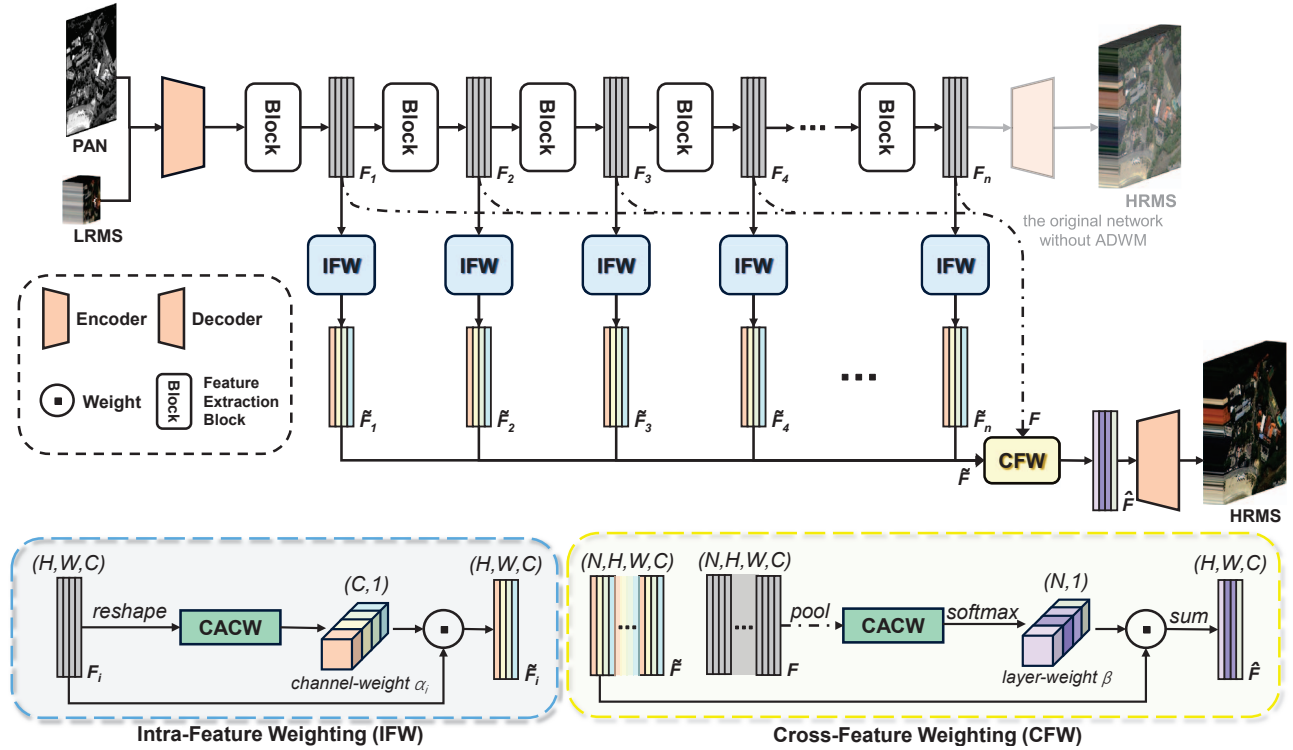 PAN
LRMS
Block
Block
Block
Block
Block
F1
F2
F3
F4
Fn
HRMS
the original network
without ADWM
IFW
IFW
IFW
IFW
IFW
Encoder
Decoder
Weight
Block
Feature
Extraction
Block
F̃1
F̃2
F̃3
F̃4
F̃n
F
F̃
CFW
F̂
HRMS
(H,W,C)
reshape
CACW
(C,1)
channel-weight αi
(H,W,C)
Fi
F̃i
Intra-Feature Weighting (IFW)
(N,H,W,C)
(N,H,W,C)
F̃
F
pool
CACW
softmax
(N,1)
layer-weight β
sum
(H,W,C)
F̂
Cross-Feature Weighting (CFW)